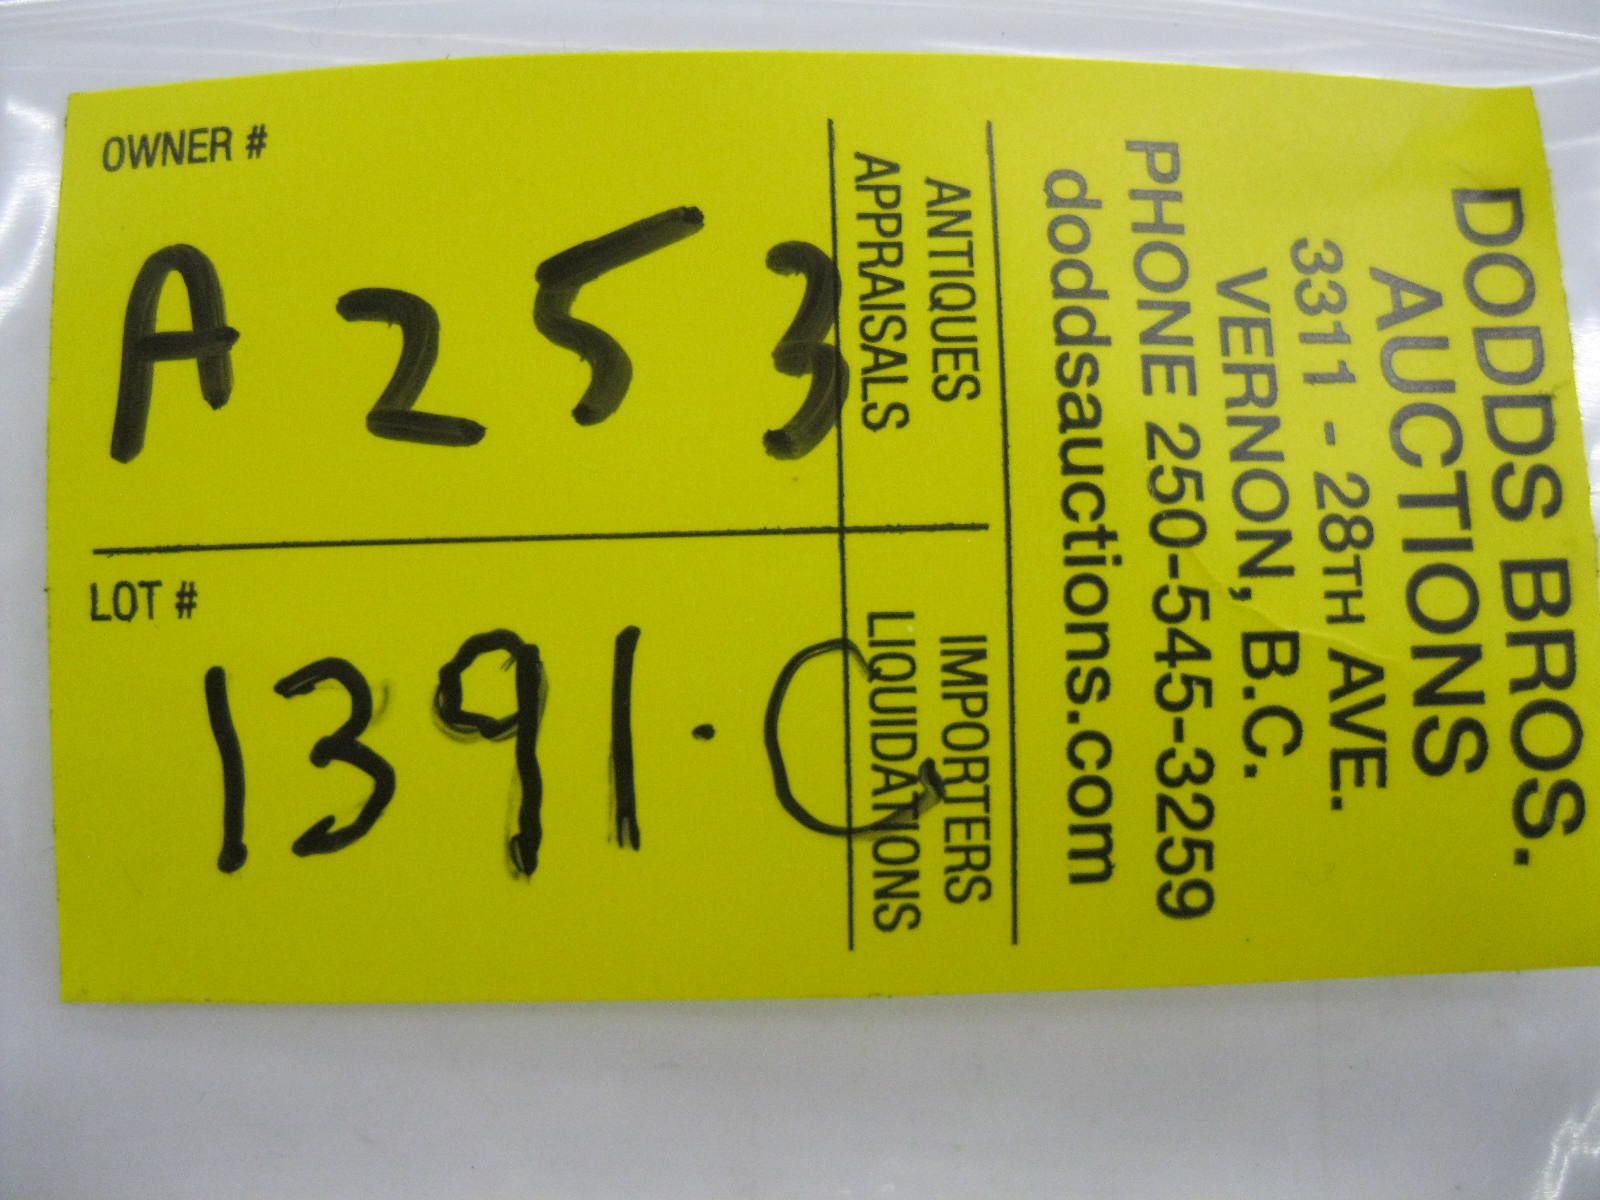 DODDS BROS.
AUCTIONS
3311 - 28TH AVE.
VERNON, B.C.
PHONE 250-545-3259
doddsauctions.com
ANTIQUES
APPRAISALS
IMPORTERS
LIQUIDATIONS
OWNER #
A253
LOT #
1391.C